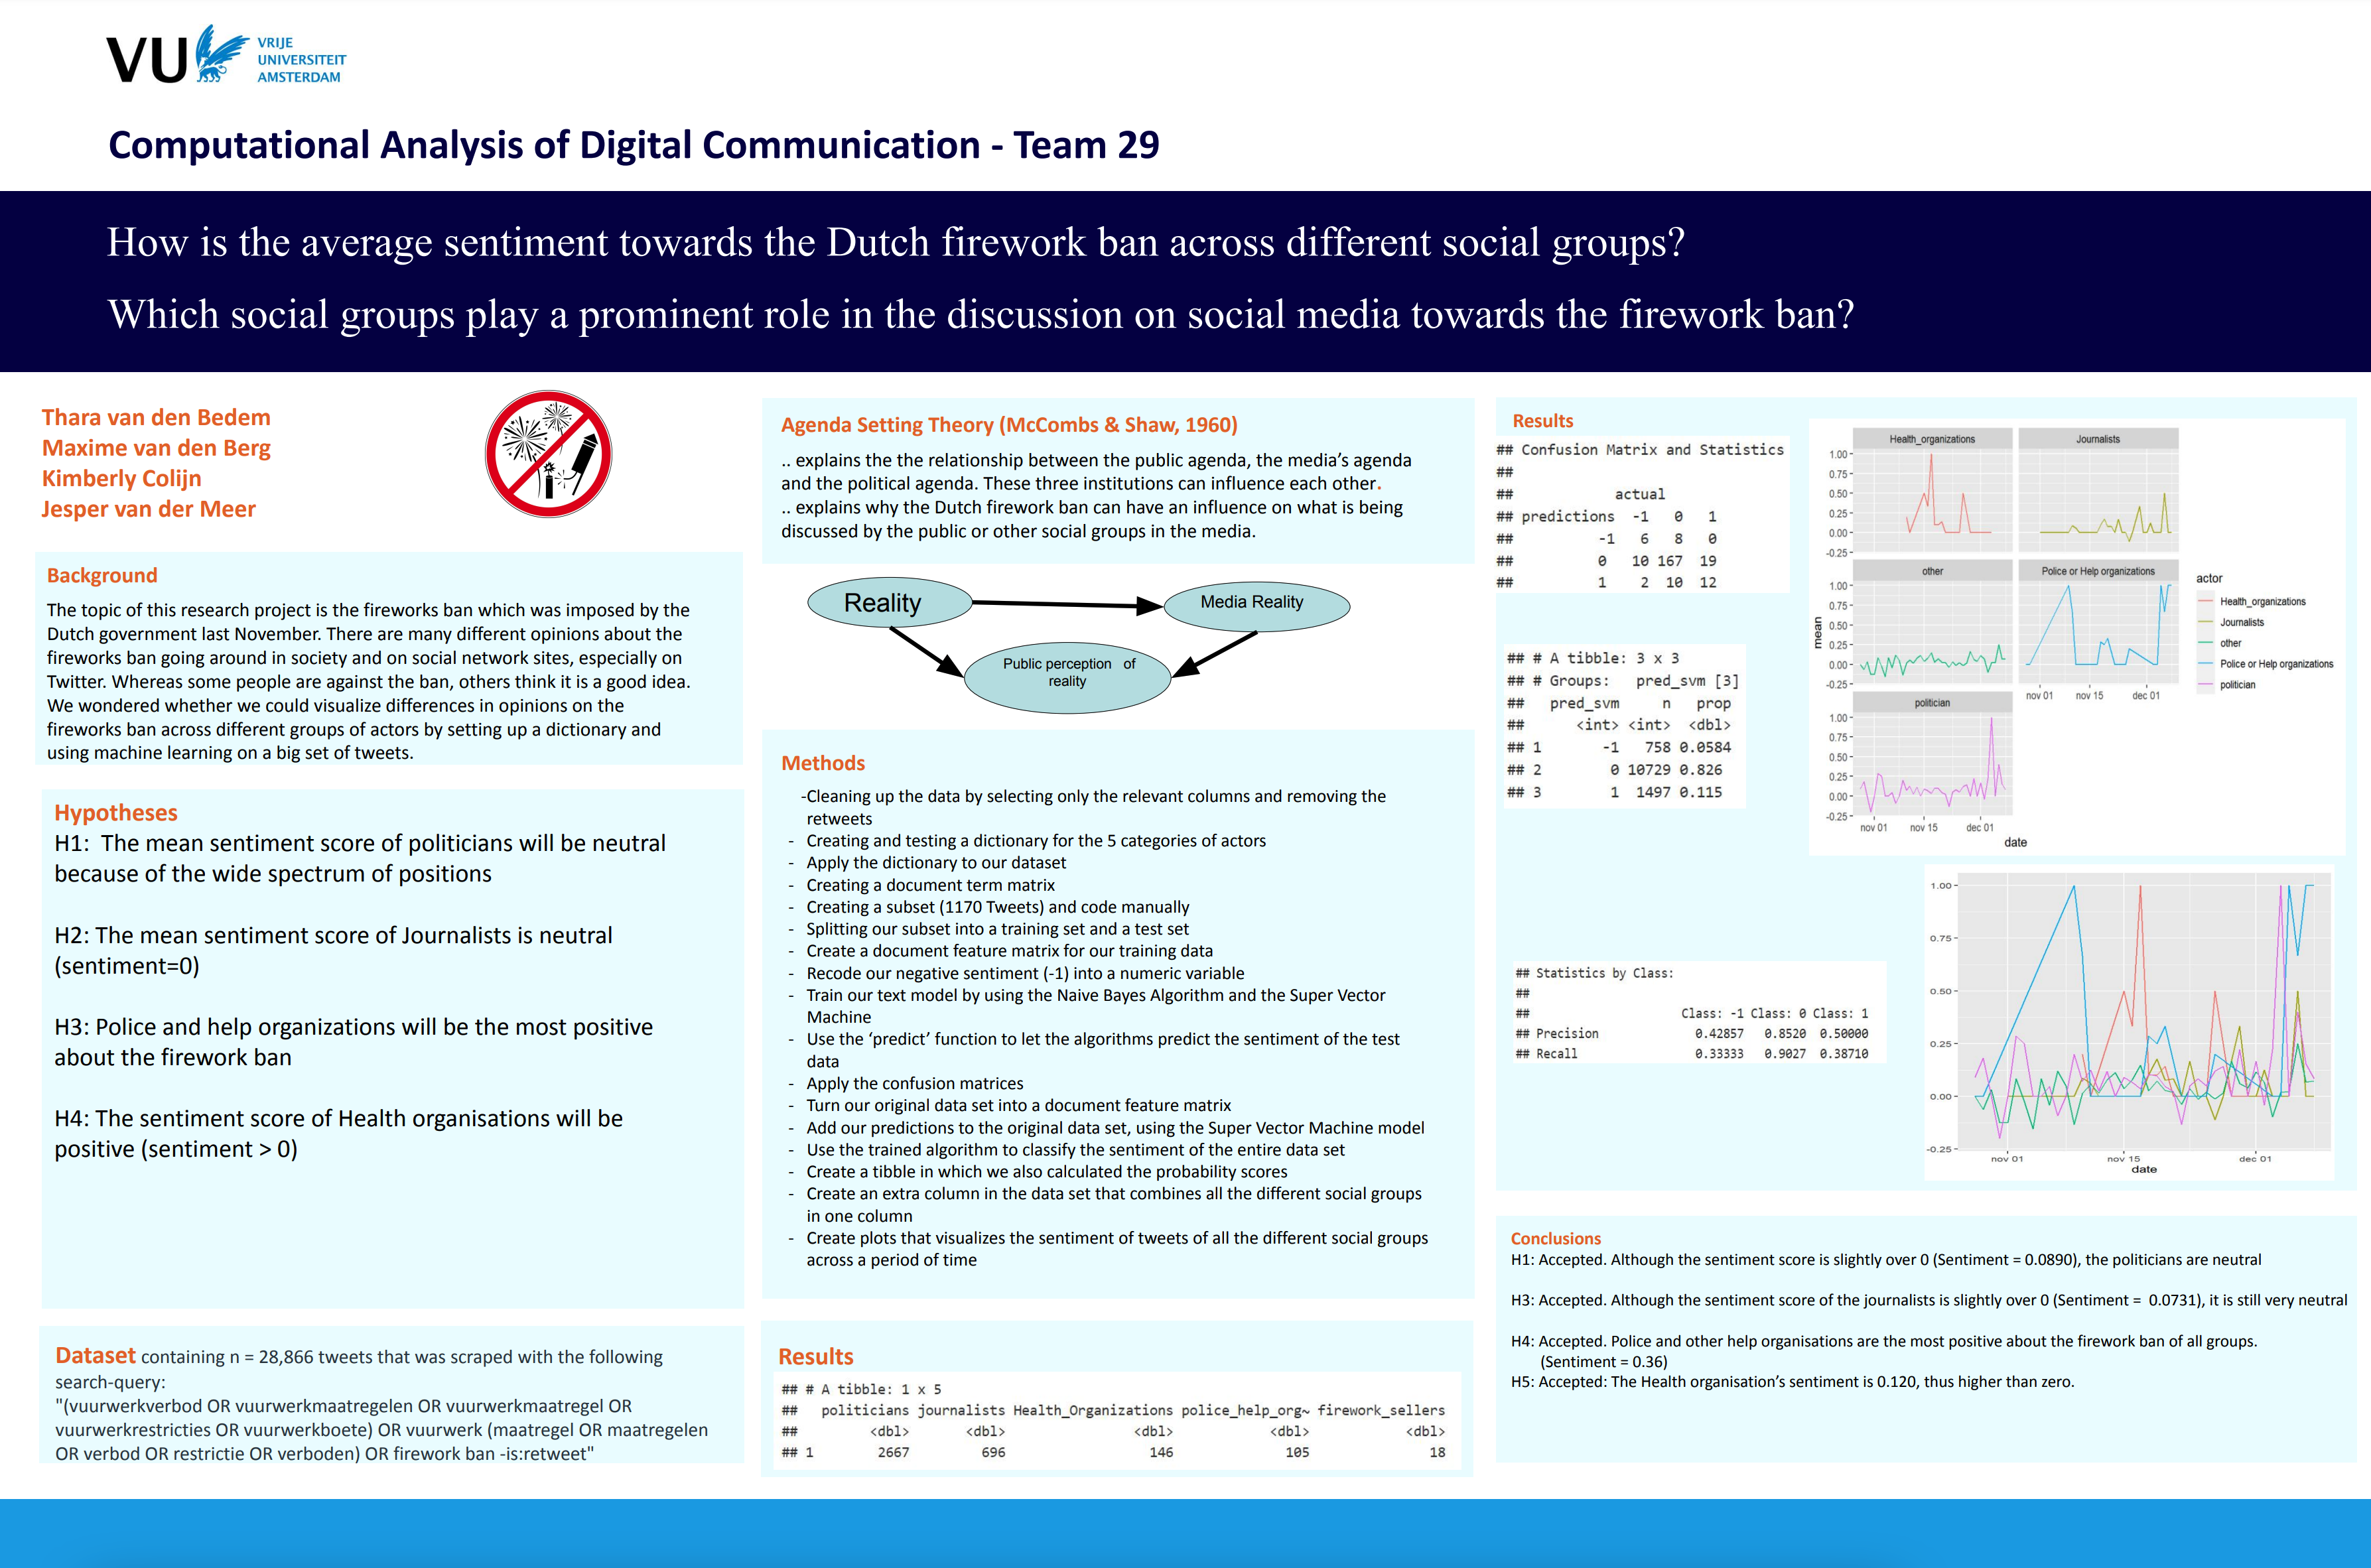 VU VRIJE
UNIVERSITEIT
AMSTERDAM
Computational Analysis of Digital Communication - Team 29
How is the average sentiment towards the Dutch firework ban across different social groups?
Which social groups play a prominent role in the discussion on social media towards the firework ban?
Thara van den Bedem
Maxime van den Berg
Kimberly Colijn
Jesper van der Meer
Background
The topic of this research project is the fireworks ban which was imposed by the
Dutch government last November. There are many different opinions about the
fireworks ban going around in society and on social network sites, especially on
Twitter. Whereas some people are against the ban, others think it is a good idea.
We wondered whether we could visualize differences in opinions on the
fireworks ban across different groups of actors by setting up a dictionary and
using machine learning on a big set of tweets.
Hypotheses
H1:  The mean sentiment score of politicians will be neutral
because of the wide spectrum of positions
H2: The mean sentiment score of Journalists is neutral
(sentiment=0)
H3: Police and help organizations will be the most positive
about the firework ban
H4: The sentiment score of Health organisations will be
positive (sentiment > 0)
Dataset containing n = 28,866 tweets that was scraped with the following
search-query:
"(vuurwerkverbod OR vuurwerkmaatregelen OR vuurwerkmaatregel OR
vuurwerkrestricties OR vuurwerkboete) OR vuurwerk (maatregel OR maatregelen
OR verbod OR restrictie OR verboden) OR firework ban -is:retweet"
Agenda Setting Theory (McCombs & Shaw, 1960)
.. explains the the relationship between the public agenda, the media's agenda
and the political agenda. These three institutions can influence each other.
.. explains why the Dutch firework ban can have an influence on what is being
discussed by the public or other social groups in the media.
Reality
Media Reality
Public perception of
reality
Methods
-Cleaning up the data by selecting only the relevant columns and removing the
retweets
- Creating and testing a dictionary for the 5 categories of actors
- Apply the dictionary to our dataset
- Creating a document term matrix
- Creating a subset (1170 Tweets) and code manually
- Splitting our subset into a training set and a test set
- Create a document feature matrix for our training data
- Recode our negative sentiment (-1) into a numeric variable
- Train our text model by using the Naive Bayes Algorithm and the Super Vector
Machine
- Use the 'predict' function to let the algorithms predict the sentiment of the test
data
- Apply the confusion matrices
- Turn our original data set into a document feature matrix
- Add our predictions to the original data set, using the Super Vector Machine model
- Use the trained algorithm to classify the sentiment of the entire data set
- Create a tibble in which we also calculated the probability scores
- Create an extra column in the data set that combines all the different social groups
in one column
- Create plots that visualizes the sentiment of tweets of all the different social groups
across a period of time
Results
## # A tibble: 1 x 5
## politicians journalists Health_Organizations police_help_org~ firework_sellers
## <dbl> <dbl> <dbl> <dbl> <dbl>
## 1 2667 696 146 105 18
Results
## Confusion Matrix and Statistics
##
## actual
## predictions -1 0 1
## -1 6 8 0
## 0 10 167 19
## 1 2 10 12
## # A tibble: 3 x 3
## # Groups: pred_svm [3]
## pred_svm n prop
## <int> <int> <dbl>
## 1 -1 758 0.0584
## 2 0 10729 0.826
## 3 1 1497 0.115
## Statistics by Class:
##
## Class: -1 Class: 0 Class: 1
## Precision 0.42857 0.8520 0.50000
## Recall 0.33333 0.9027 0.38710
Health_organizations
Journalists
1.00
0.75
0.50
0.25
0.00
-0.25
other
Police or Help organizations
1.00
0.75
0.50
0.25
0.00
-0.25
nov 01 nov 15 dec 01
politician
1.00
0.75
0.50
0.25
0.00
-0.25
nov 01 nov 15 dec 01
mean
date
actor
Health_organizations
Journalists
other
Police or Help organizations
politician
1.00
0.75
0.50
0.25
0.00
-0.25
nov 01 nov 15 dec 01
date
Conclusions
H1: Accepted. Although the sentiment score is slightly over 0 (Sentiment = 0.0890), the politicians are neutral
H3: Accepted. Although the sentiment score of the journalists is slightly over 0 (Sentiment =  0.0731), it is still very neutral
H4: Accepted. Police and other help organisations are the most positive about the firework ban of all groups.
(Sentiment = 0.36)
H5: Accepted: The Health organisation's sentiment is 0.120, thus higher than zero.